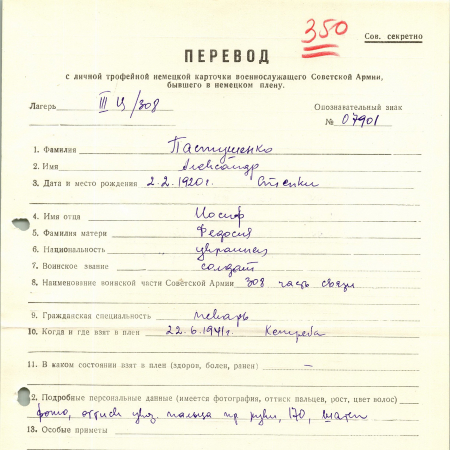 350
Сов. секретно
ПЕРЕВОД
с личной трофейной немецкой карточки военнослужащего Советской Армии,
бывшего в немецком плену.
Лагерь III Ц/308
Опознавательный знак
№ 07901
1. Фамилия Пастушенко
2. Имя Александр
3. Дата и место рождения 2.2.1920г. Степки
4. Имя отца Иосиф
5. Фамилия матери Федосия
6. Национальность украинец
7. Воинское звание солдат
8. Наименование воинской части Советской Армии 308 часть связи
9. Гражданская специальность пекарь
10. Когда и где взят в плен 22.6.1941г.
11. В каком состоянии взят в плен (здоров, болен, ранен) —
2. Подробные персональные данные (имеется фотография, оттиск пальцев, рост, цвет волос)
фото, оттиск указ. пальца пр руки, 170, шатен
13. Особые приметы